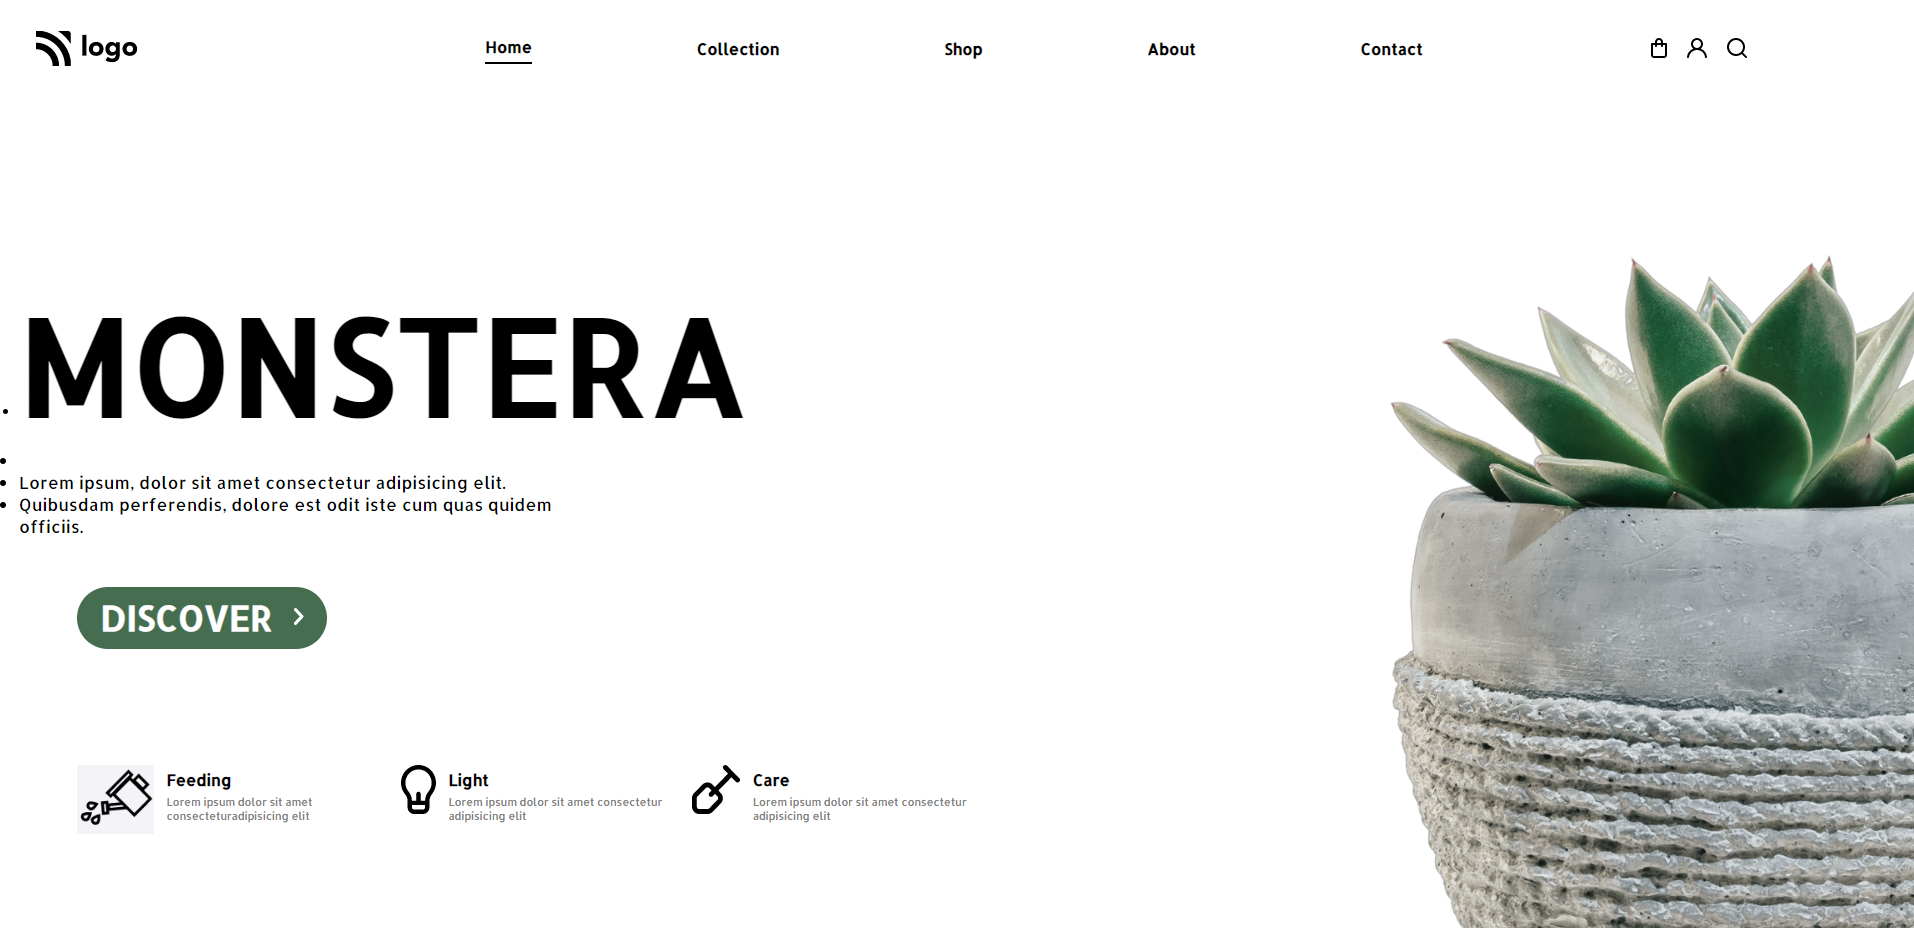 logo
Home
Collection
Shop
About
Contact
MONSTERA
Lorem ipsum, dolor sit amet consectetur adipisicing elit.
Quibusdam perferendis, dolore est odit iste cum quas quidem
officiis.
DISCOVER
Feeding
Lorem ipsum dolor sit amet
consecteturadipisicing elit
Light
Lorem ipsum dolor sit amet consectetur
adipisicing elit
Care
Lorem ipsum dolor sit amet consectetur
adipisicing elit